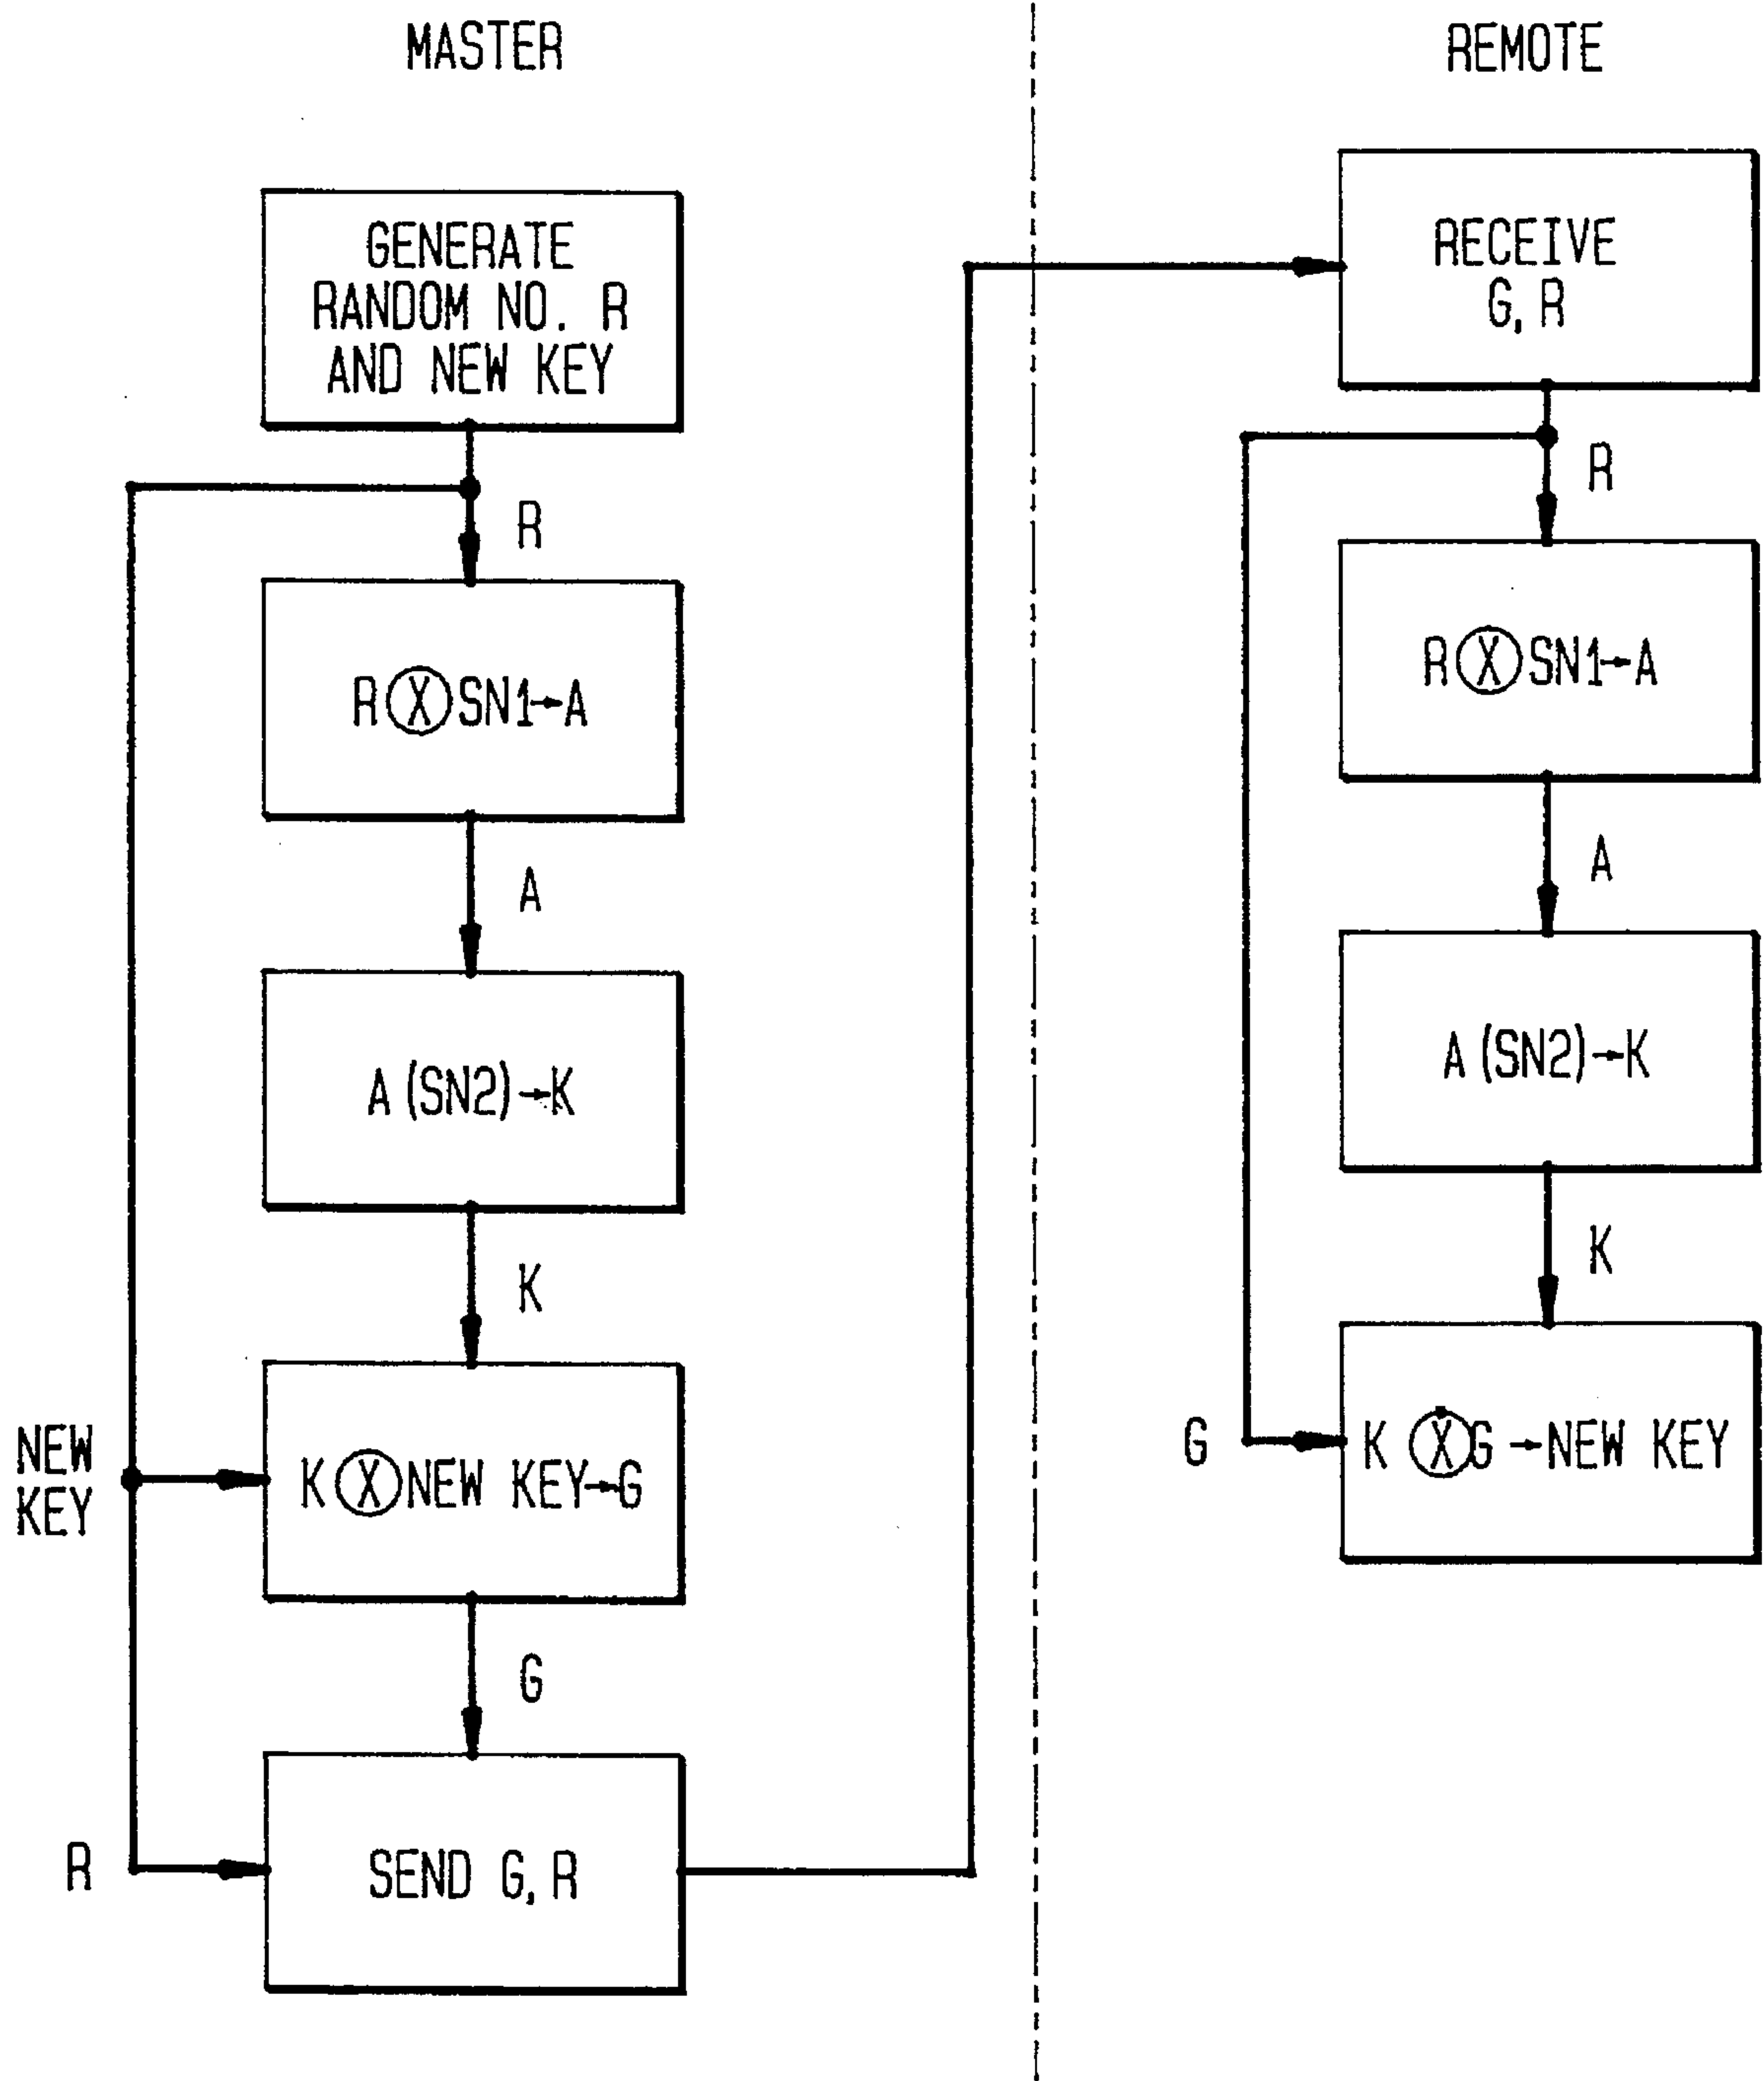 MASTER
GENERATE
RANDOM NO. R
AND NEW KEY
R
R Ⓧ SN1→A
A
A (SN2)→K
K
NEW
KEY
K Ⓧ NEW KEY→G
G
R
SEND G, R
REMOTE
RECEIVE
G, R
R
R Ⓧ SN1→A
A
A (SN2)→K
K
G
K Ⓧ G →NEW KEY